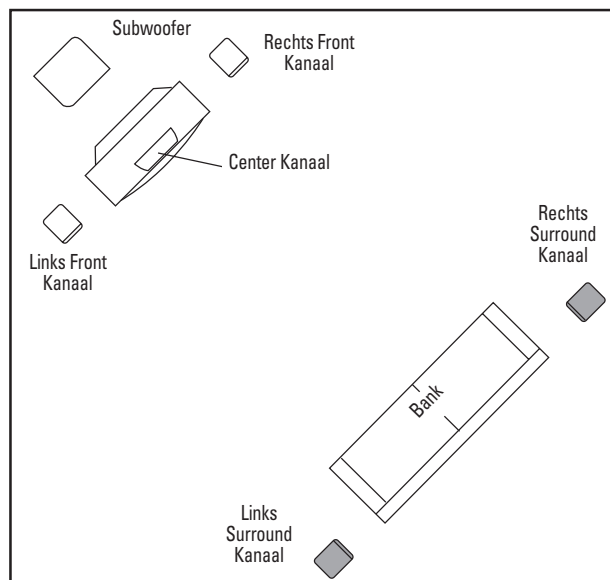 Subwoofer
Rechts Front
Kanaal
Center Kanaal
Links Front
Kanaal
Rechts
Surround
Kanaal
Bank
Links
Surround
Kanaal